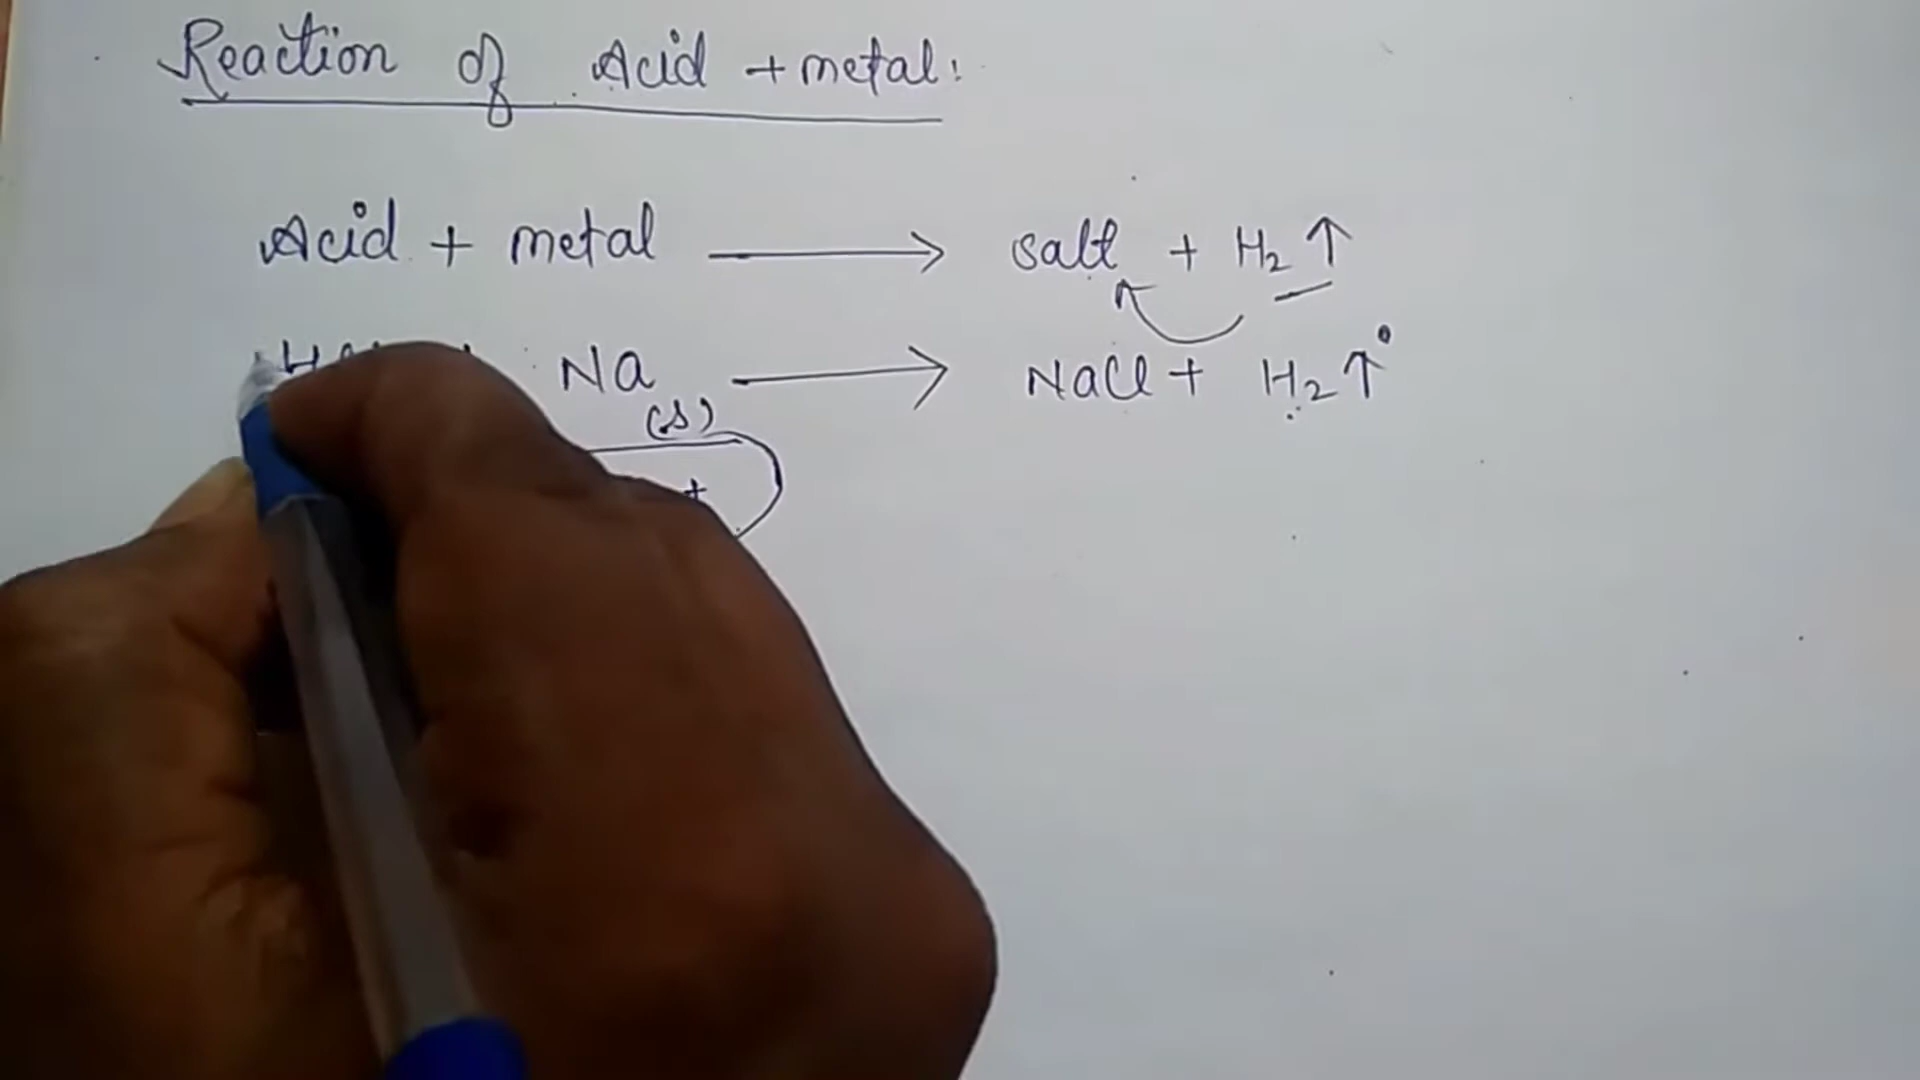 Reaction of Acid + metal:
Acid + metal ⟶ salt + H₂ ↑
Na (s) ⟶ NaCl + H₂ ↑
+